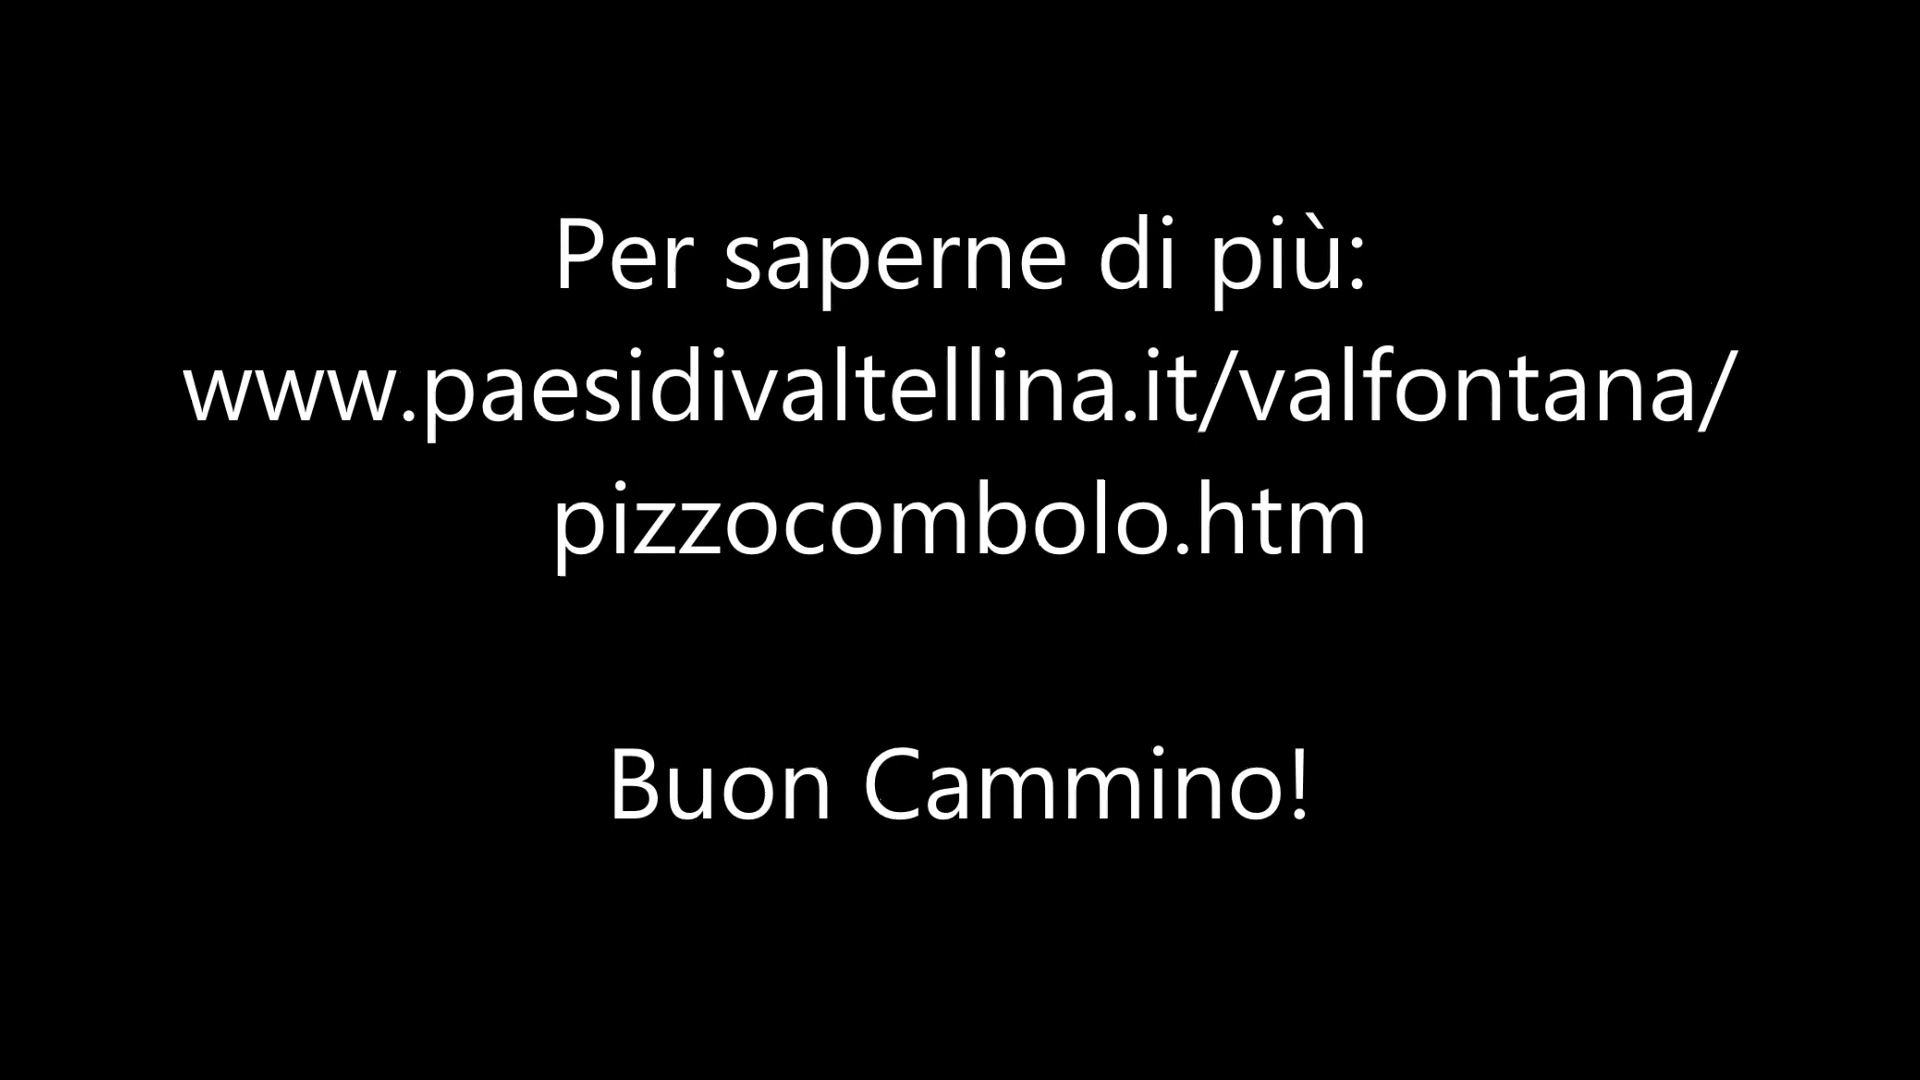 Per saperne di più:
www.paesidivaltellina.it/valfontana/
pizzocombolo.htm
Buon Cammino!